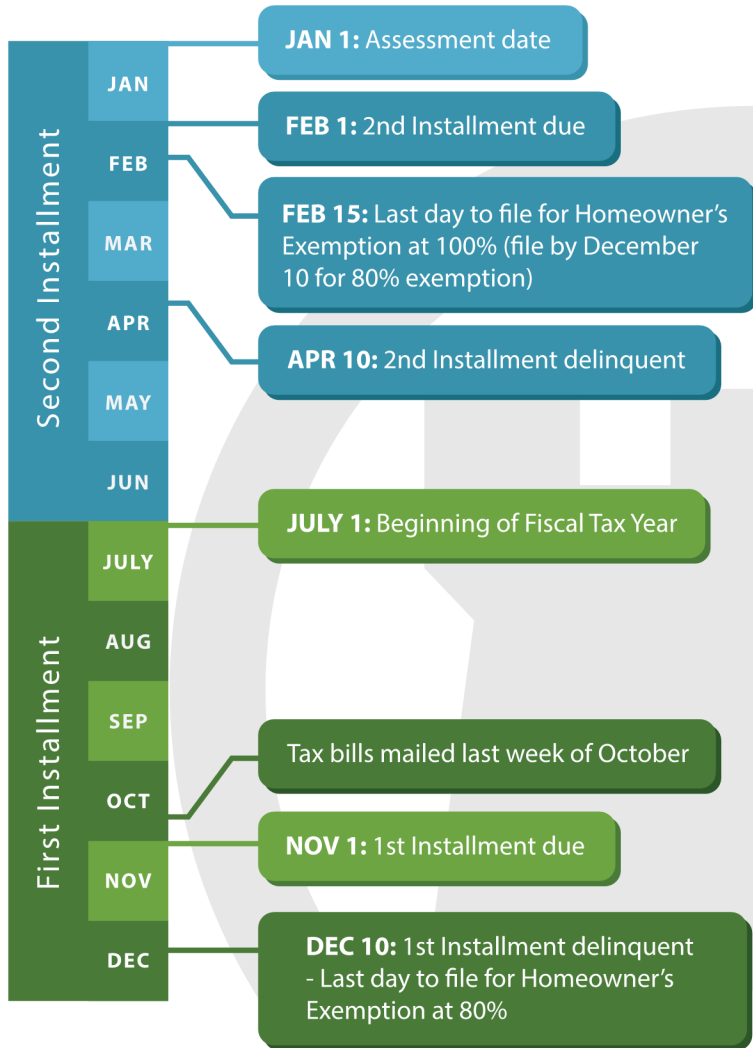 Second Installment
JAN
FEB
MAR
APR
MAY
JUN
First Installment
JULY
AUG
SEP
OCT
NOV
DEC
JAN 1: Assessment date
FEB 1: 2nd Installment due
FEB 15: Last day to file for Homeowner’s
Exemption at 100% (file by December
10 for 80% exemption)
APR 10: 2nd Installment delinquent
JULY 1: Beginning of Fiscal Tax Year
Tax bills mailed last week of October
NOV 1: 1st Installment due
DEC 10: 1st Installment delinquent
- Last day to file for Homeowner’s
Exemption at 80%